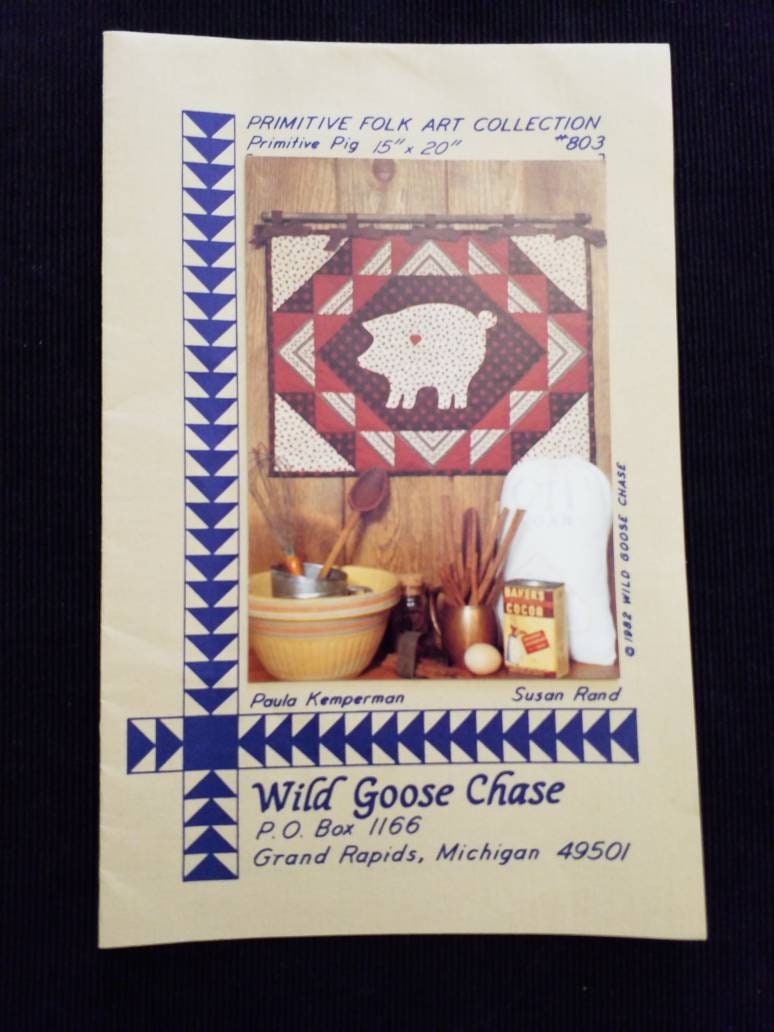 PRIMITIVE FOLK ART COLLECTION
Primitive Pig 15" x 20" #803
BAKER'S
COCOA
© 1982 WILD GOOSE CHASE
Paula Kemperman Susan Rand
Wild Goose Chase
P.O. Box 1166
Grand Rapids, Michigan 49501